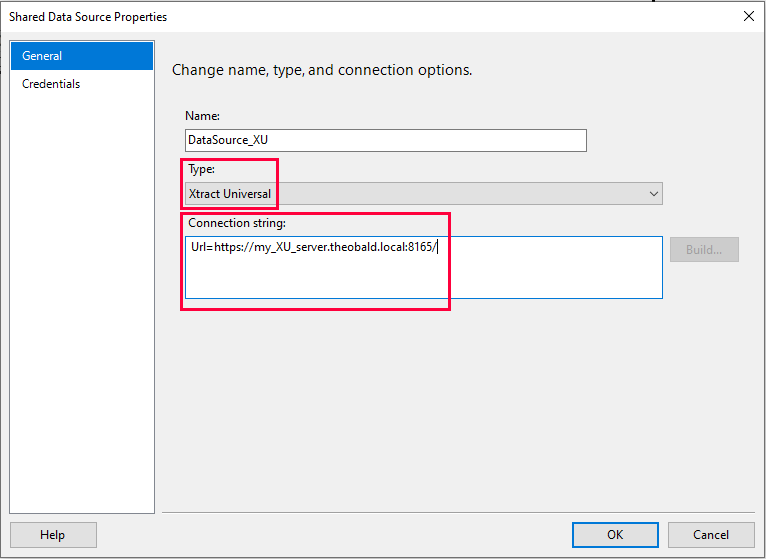 Shared Data Source Properties
General
Credentials
Change name, type, and connection options.
Name:
DataSource_XU
Type:
Xtract Universal
Connection string:
Url=https://my_XU_server.theobald.local:8165/
Build...
Help
OK
Cancel